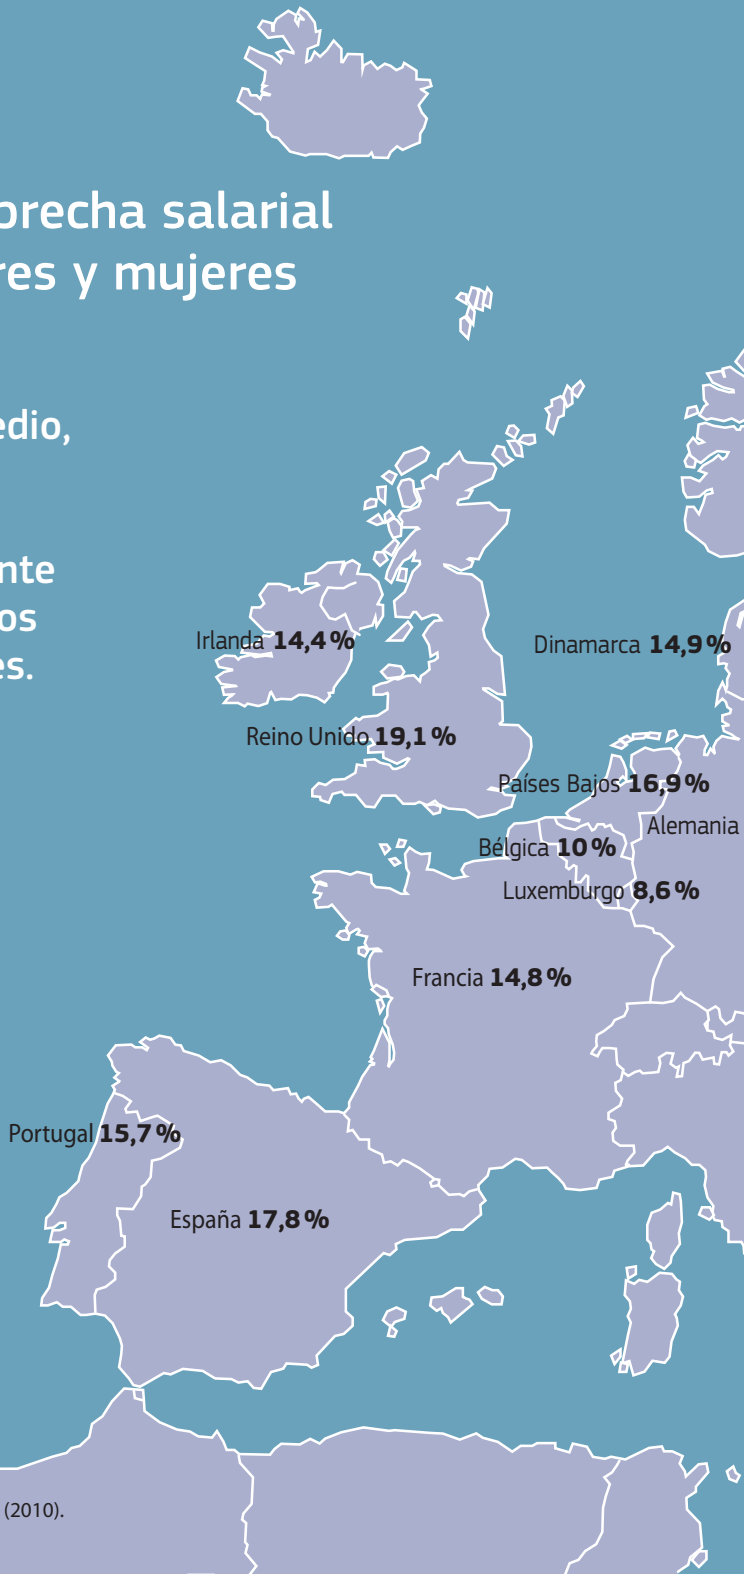 brecha salarial
res y mujeres
edio,
nte
os
es.
Irlanda 14,4 %
Dinamarca 14,9 %
Reino Unido 19,1 %
Países Bajos 16,9 %
Alemania
Bélgica 10 %
Luxemburgo 8,6 %
Francia 14,8 %
Portugal 15,7 %
España 17,8 %
(2010).